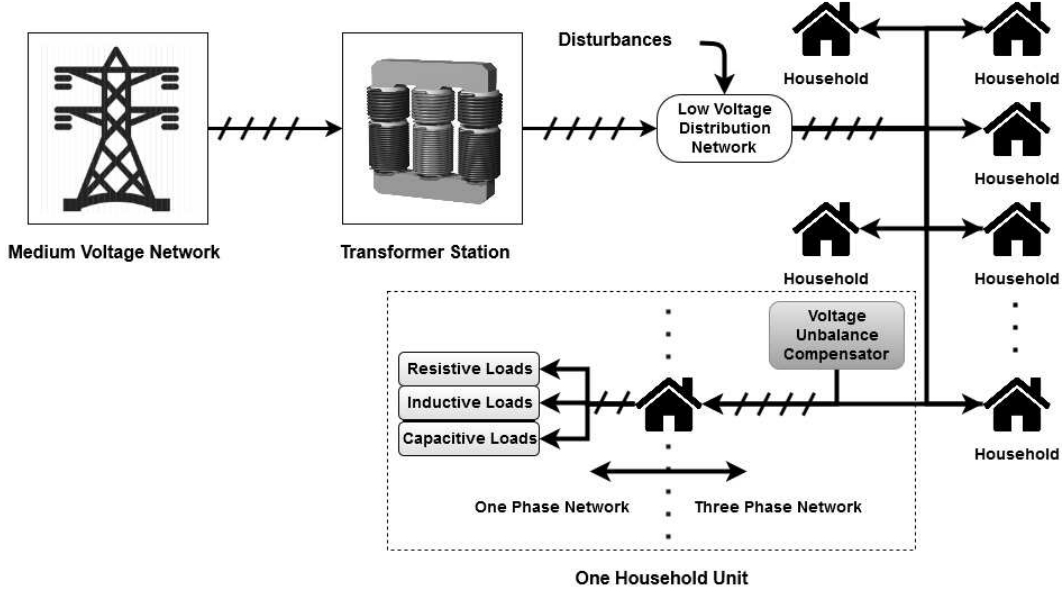 Disturbances
Household
Household
Low Voltage
Distribution
Network
Household
Medium Voltage Network
Transformer Station
Household
Household
Voltage
Unbalance
Compensator
Resistive Loads
Inductive Loads
Capacitive Loads
Household
One Phase Network
Three Phase Network
One Household Unit